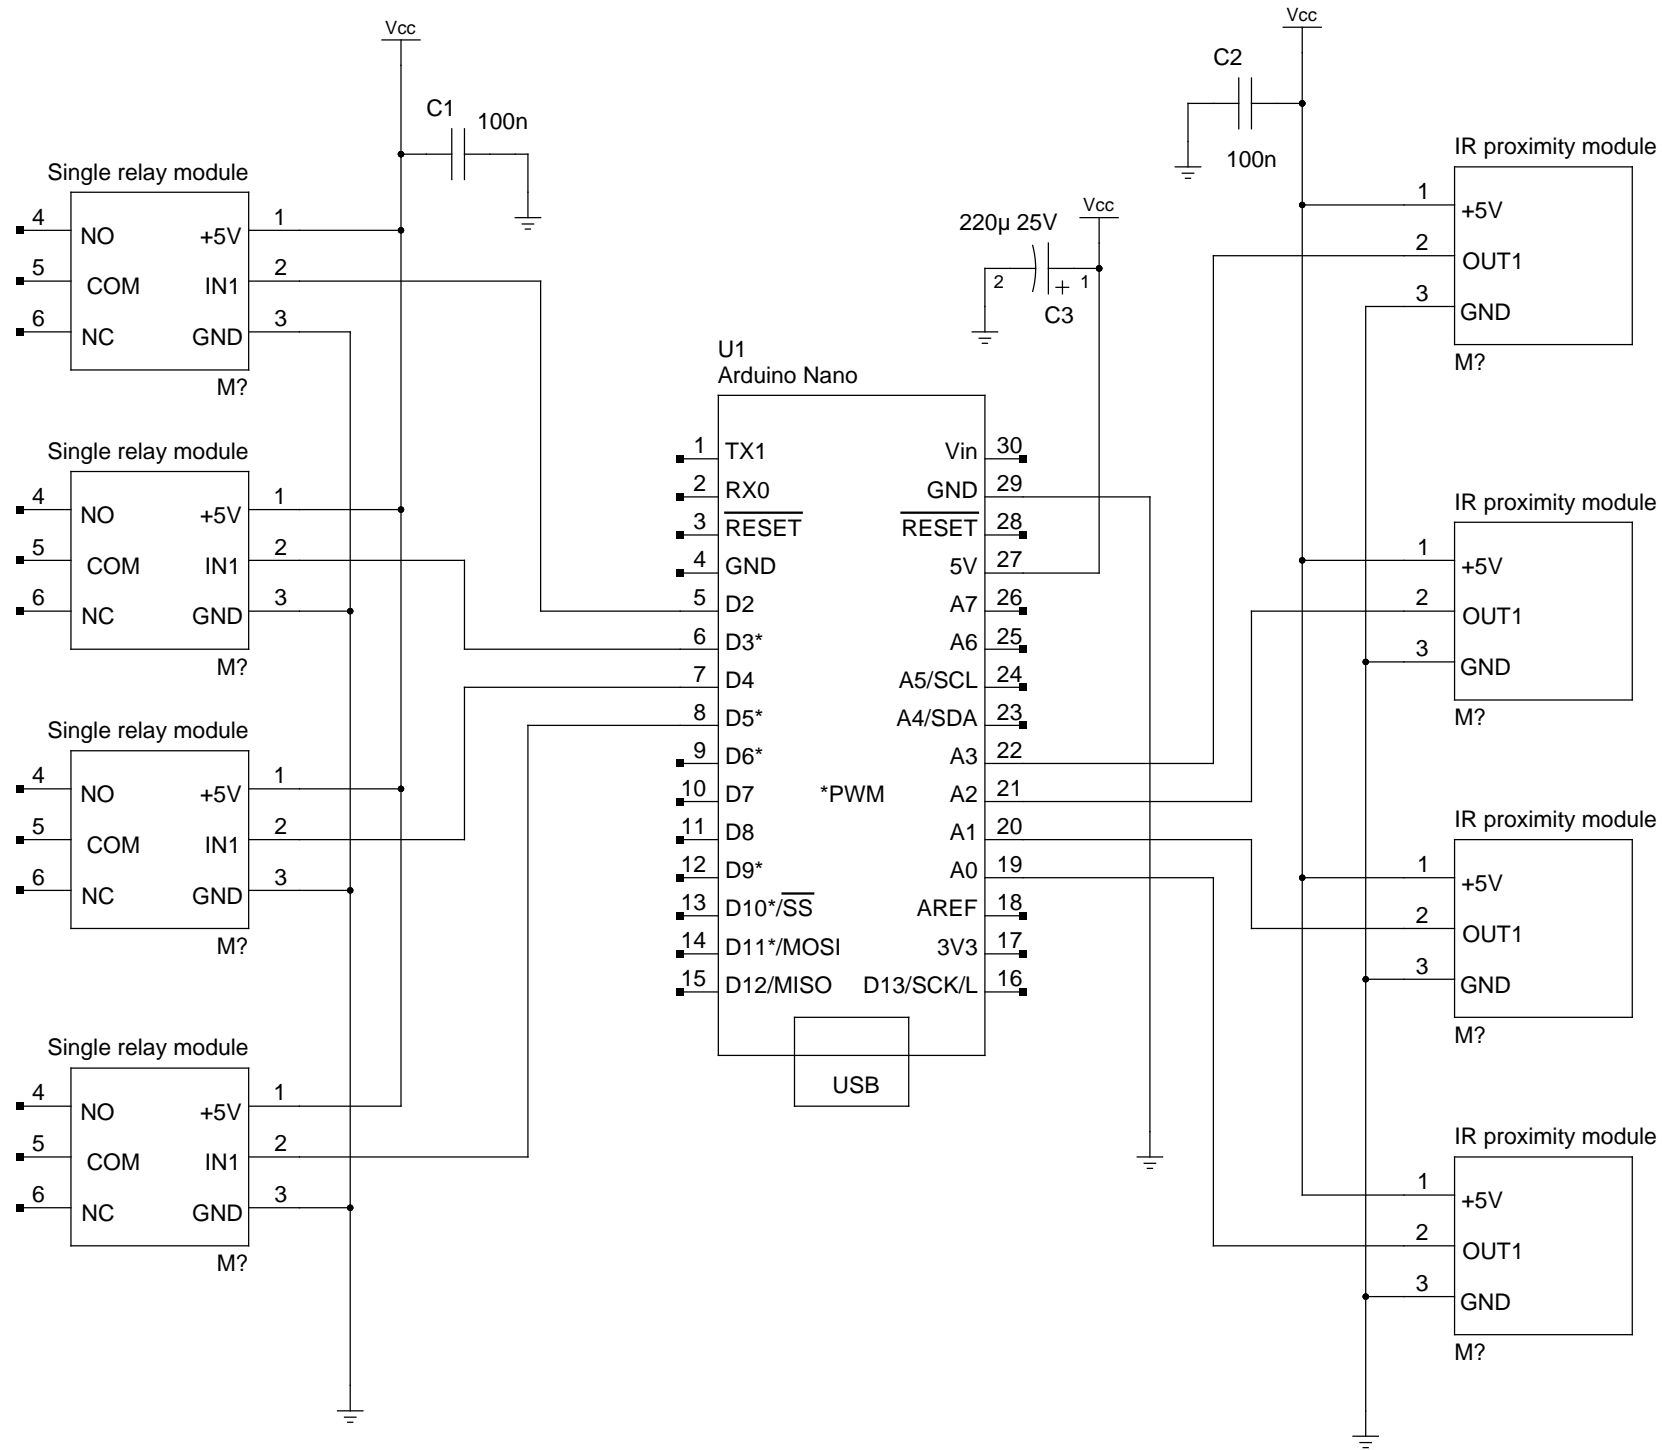 Vcc
C1
100n
Single relay module
4 NO +5V 1
5 COM IN1 2
6 NC GND 3
M?
Single relay module
4 NO +5V 1
5 COM IN1 2
6 NC GND 3
M?
Single relay module
4 NO +5V 1
5 COM IN1 2
6 NC GND 3
M?
Single relay module
4 NO +5V 1
5 COM IN1 2
6 NC GND 3
M?
Vcc
220µ 25V
2 + 1
C3
U1
Arduino Nano
1 TX1 Vin 30
2 RX0 GND 29
3 RESET RESET 28
4 GND 5V 27
5 D2 A7 26
6 D3* A6 25
7 D4 A5/SCL 24
8 D5* A4/SDA 23
9 D6* A3 22
10 D7 *PWM A2 21
11 D8 A1 20
12 D9* A0 19
13 D10*/SS AREF 18
14 D11*/MOSI 3V3 17
15 D12/MISO D13/SCK/L 16
USB
Vcc
C2
100n
IR proximity module
1 +5V
2 OUT1
3 GND
M?
IR proximity module
1 +5V
2 OUT1
3 GND
M?
IR proximity module
1 +5V
2 OUT1
3 GND
M?
IR proximity module
1 +5V
2 OUT1
3 GND
M?